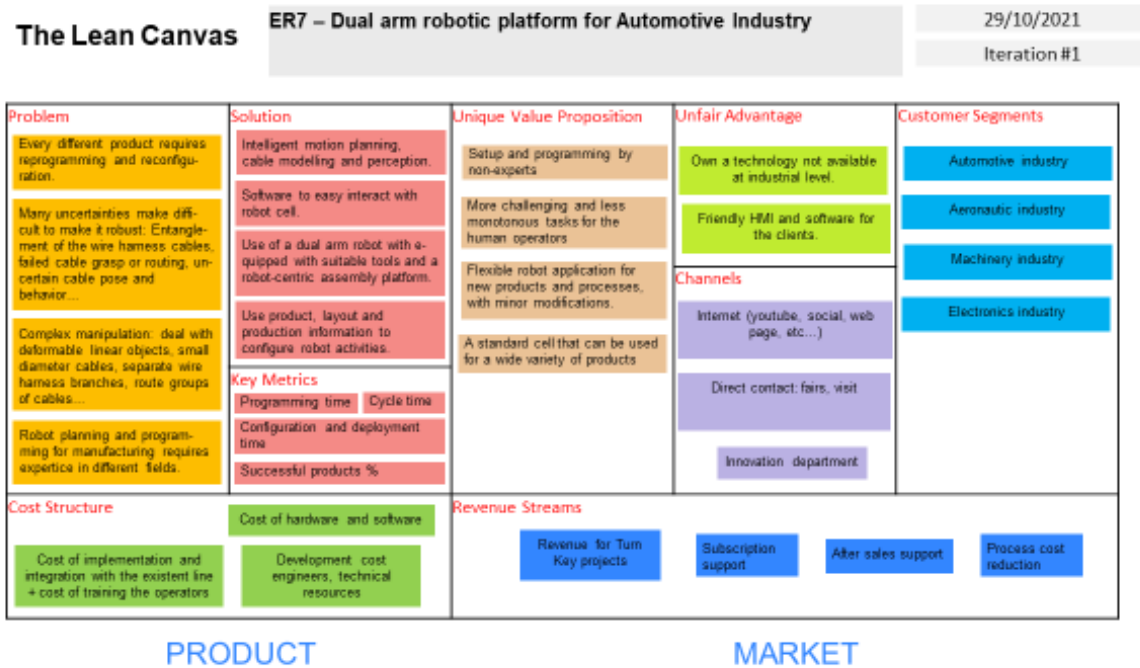 The Lean Canvas
ER7 – Dual arm robotic platform for Automotive Industry
29/10/2021
Iteration #1
Problem
Every different product requires
reprogramming and reconfigu-
ration.
Many uncertainties make diffi-
cult to make it robust: Entangle-
ment of the wire harness cables,
failed cable grasp or routing, un-
certain cable pose and
behavior...
Complex manipulation: deal with
deformable linear objects, small
diameter cables, separate wire
harness branches, route groups
of cables...
Robot planning and program-
ming for manufacturing requires
expertice in different fields.
Solution
Intelligent motion planning,
cable modelling and perception.
Software to easy interact with
robot cell.
Use of a dual arm robot with e-
quipped with suitable tools and a
robot-centric assembly platform.
Use product, layout and
production information to
configure robot activities.
Key Metrics
Programming time
Cycle time
Configuration and deployment
time
Successful products %
Unique Value Proposition
Setup and programming by
non-experts
More challenging and less
monotonous tasks for the
human operators
Flexible robot application for
new products and processes,
with minor modifications.
A standard cell that can be used
for a wide variety of products
Unfair Advantage
Own a technology not available
at industrial level.
Friendly HMI and software for
the clients.
Channels
Internet (youtube, social, web
page, etc...)
Direct contact: fairs, visit
Innovation department
Customer Segments
Automotive industry
Aeronautic industry
Machinery industry
Electronics industry
Cost Structure
Cost of hardware and software
Cost of implementation and
integration with the existent line
+ cost of training the operators
Development cost
engineers, technical
resources
Revenue Streams
Revenue for Turn
Key projects
Subscription
support
After sales support
Process cost
reduction
PRODUCT
MARKET